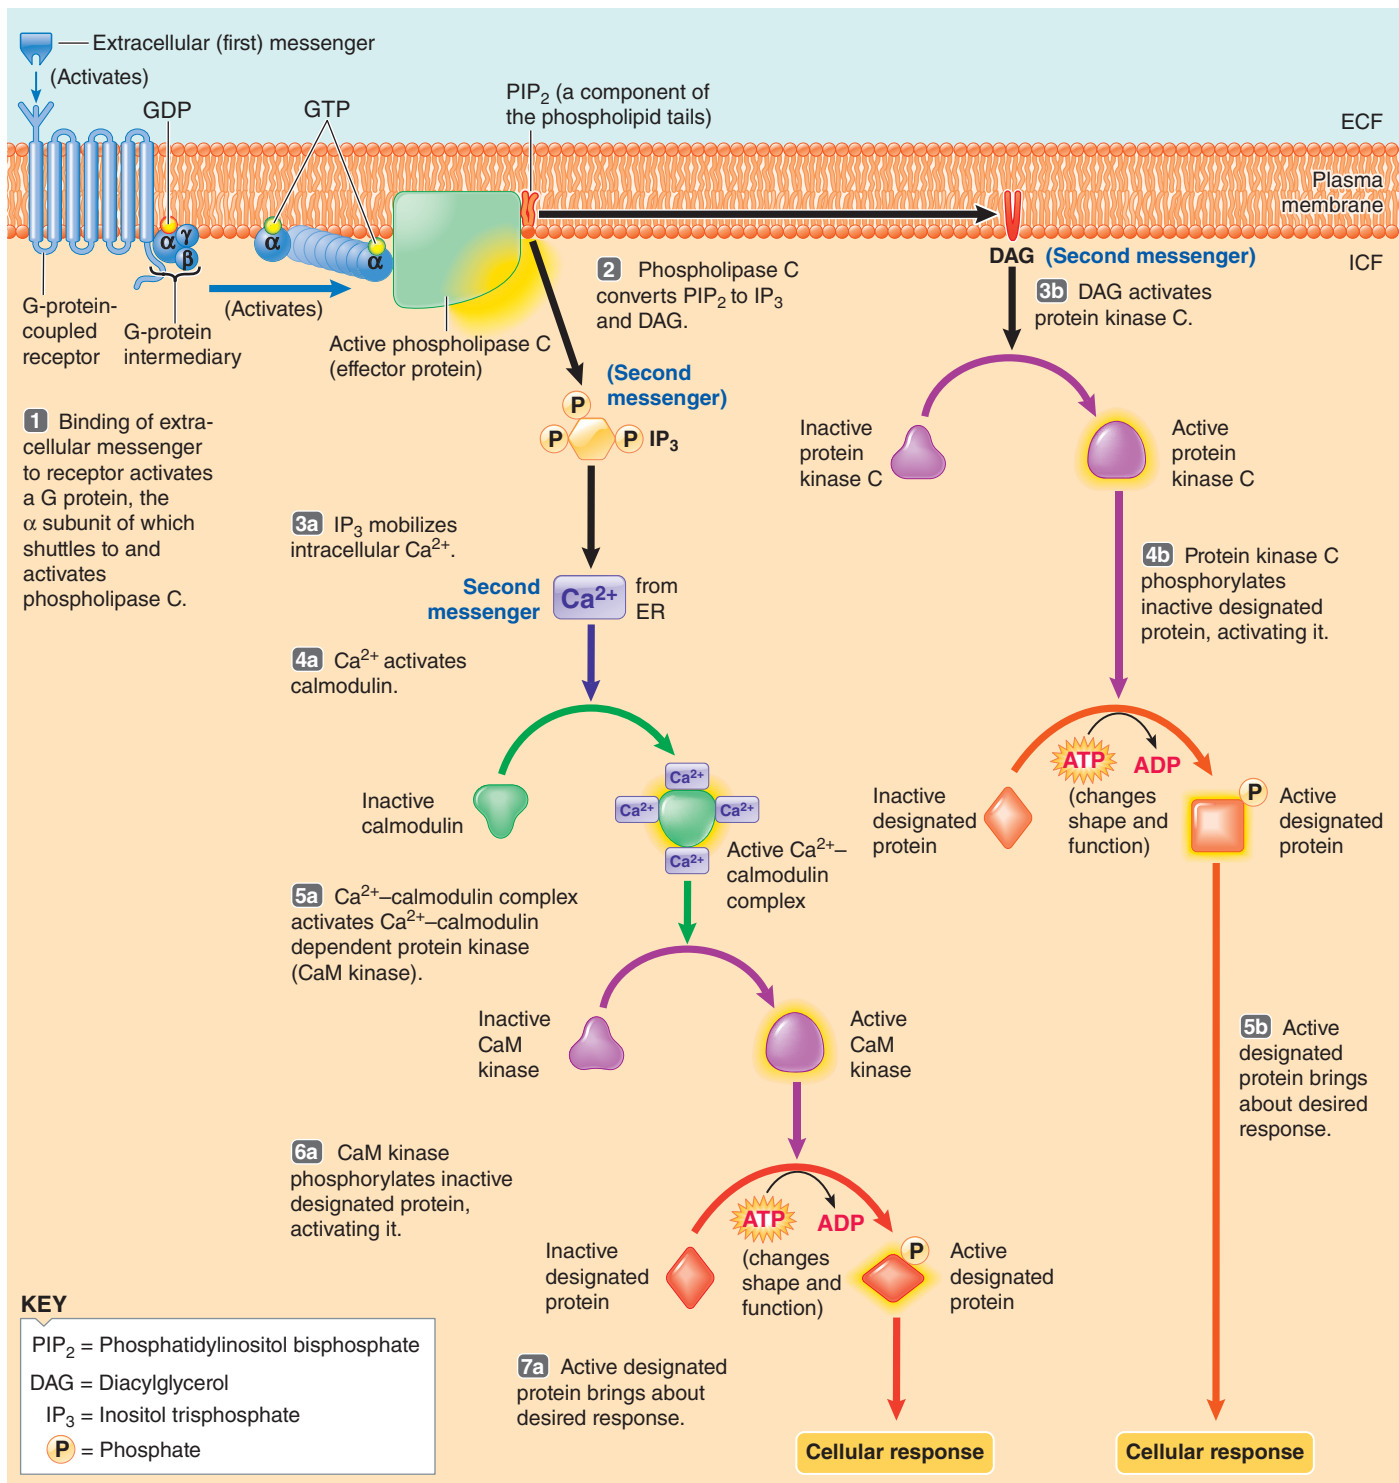 Extracellular (first) messenger
(Activates)
GDP
GTP
PIP2 (a component of
the phospholipid tails)
ECF
Plasma
membrane
ICF
α
γ
β
α
α
G-protein-
coupled
receptor
G-protein
intermediary
(Activates)
Active phospholipase C
(effector protein)
2 Phospholipase C
converts PIP2 to IP3
and DAG.
DAG (Second messenger)
3b DAG activates
protein kinase C.
1 Binding of extra-
cellular messenger
to receptor activates
a G protein, the
α subunit of which
shuttles to and
activates
phospholipase C.
(Second
messenger)
P
P
P
IP3
Inactive
protein
kinase C
Active
protein
kinase C
3a IP3 mobilizes
intracellular Ca2+.
Second
messenger
Ca2+
from
ER
4b Protein kinase C
phosphorylates
inactive designated
protein, activating it.
4a Ca2+ activates
calmodulin.
Inactive
calmodulin
Ca2+
Ca2+
Ca2+
Ca2+
Active Ca2+–
calmodulin
complex
ATP
ADP
Inactive
designated
protein
(changes
shape and
function)
P
Active
designated
protein
5a Ca2+–calmodulin complex
activates Ca2+–calmodulin
dependent protein kinase
(CaM kinase).
Inactive
CaM
kinase
Active
CaM
kinase
5b Active
designated
protein brings
about desired
response.
6a CaM kinase
phosphorylates inactive
designated protein,
activating it.
ATP
ADP
Inactive
designated
protein
(changes
shape and
function)
P
Active
designated
protein
7a Active designated
protein brings about
desired response.
Cellular response
Cellular response
KEY
PIP2 = Phosphatidylinositol bisphosphate
DAG = Diacylglycerol
IP3 = Inositol trisphosphate
P = Phosphate